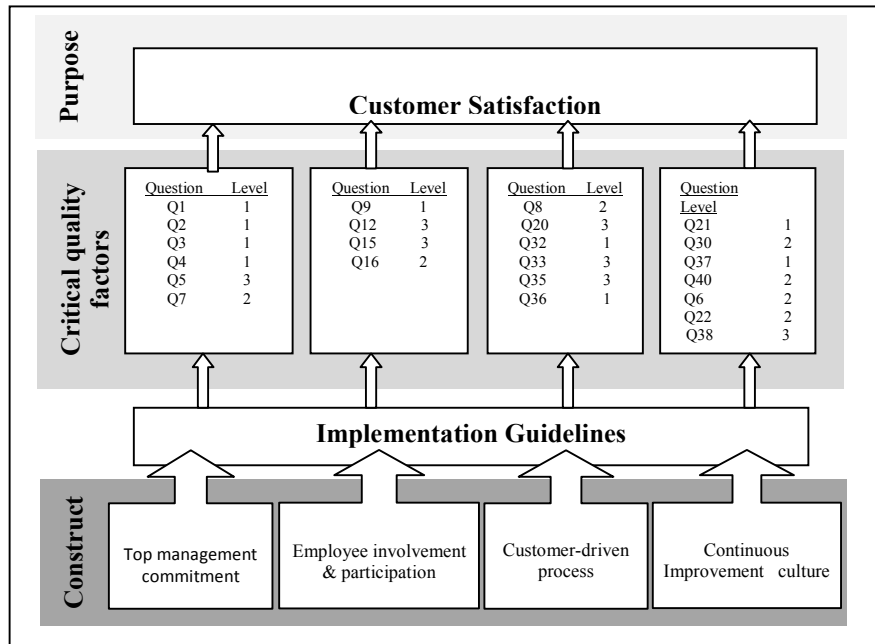 Purpose
Customer Satisfaction
Critical quality
factors
Question Level
Q1 1
Q2 1
Q3 1
Q4 1
Q5 3
Q7 2
Question Level
Q9 1
Q12 3
Q15 3
Q16 2
Question Level
Q8 2
Q20 3
Q32 1
Q33 3
Q35 3
Q36 1
Question
Level
Q21 1
Q30 2
Q37 1
Q40 2
Q6 2
Q22 2
Q38 3
Implementation Guidelines
Construct
Top management
commitment
Employee involvement
& participation
Customer-driven
process
Continuous
Improvement culture